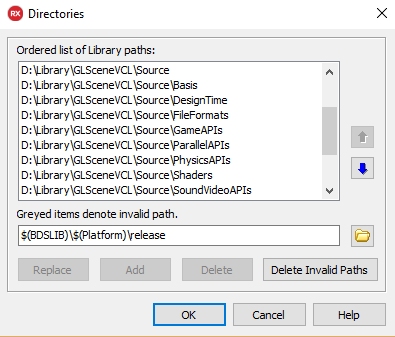 RX Directories
Ordered list of Library paths:
D:\Library\GLSceneVCL\Source
D:\Library\GLSceneVCL\Source\Basis
D:\Library\GLSceneVCL\Source\DesignTime
D:\Library\GLSceneVCL\Source\FileFormats
D:\Library\GLSceneVCL\Source\GameAPIs
D:\Library\GLSceneVCL\Source\ParallelAPIs
D:\Library\GLSceneVCL\Source\PhysicsAPIs
D:\Library\GLSceneVCL\Source\Shaders
D:\Library\GLSceneVCL\Source\SoundVideoAPIs
Greyed items denote invalid path.
$(BDSLIB)\$(Platform)\release
Replace Add Delete Delete Invalid Paths
OK Cancel Help